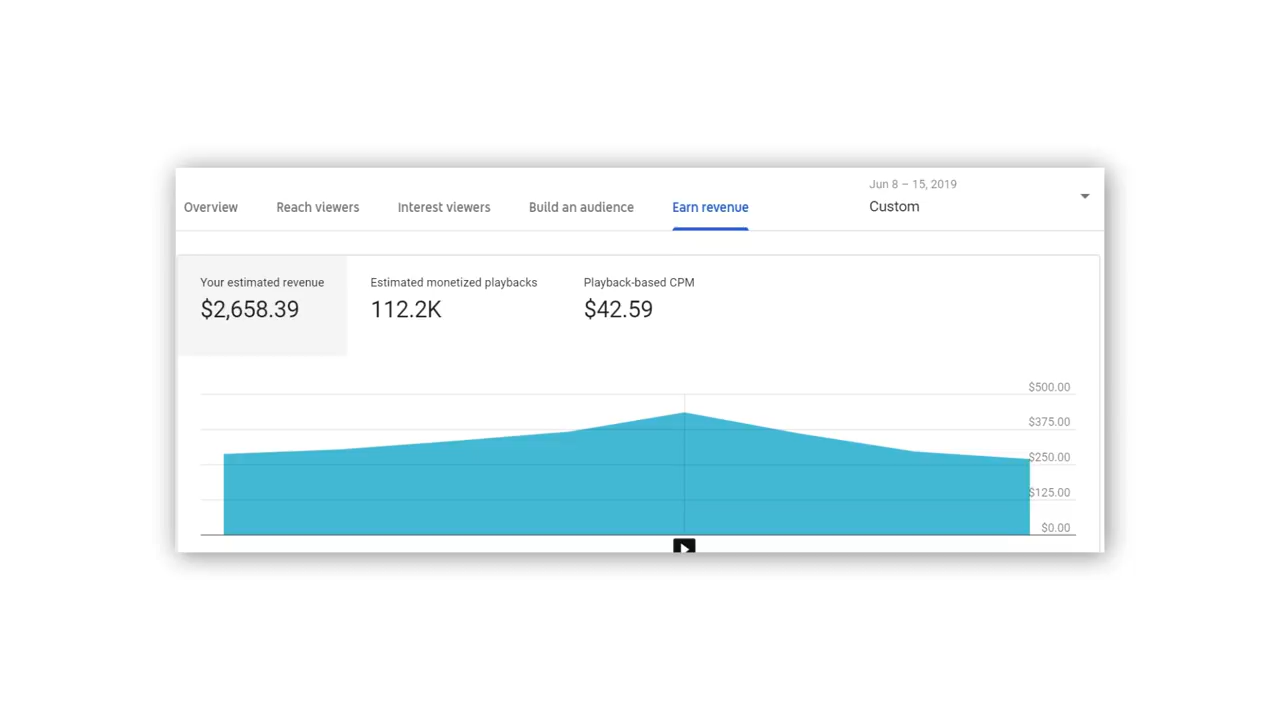 Jun 8 – 15, 2019
Overview Reach viewers Interest viewers Build an audience Earn revenue Custom
Your estimated revenue Estimated monetized playbacks Playback-based CPM
$2,658.39 112.2K $42.59
$500.00
$375.00
$250.00
$125.00
$0.00